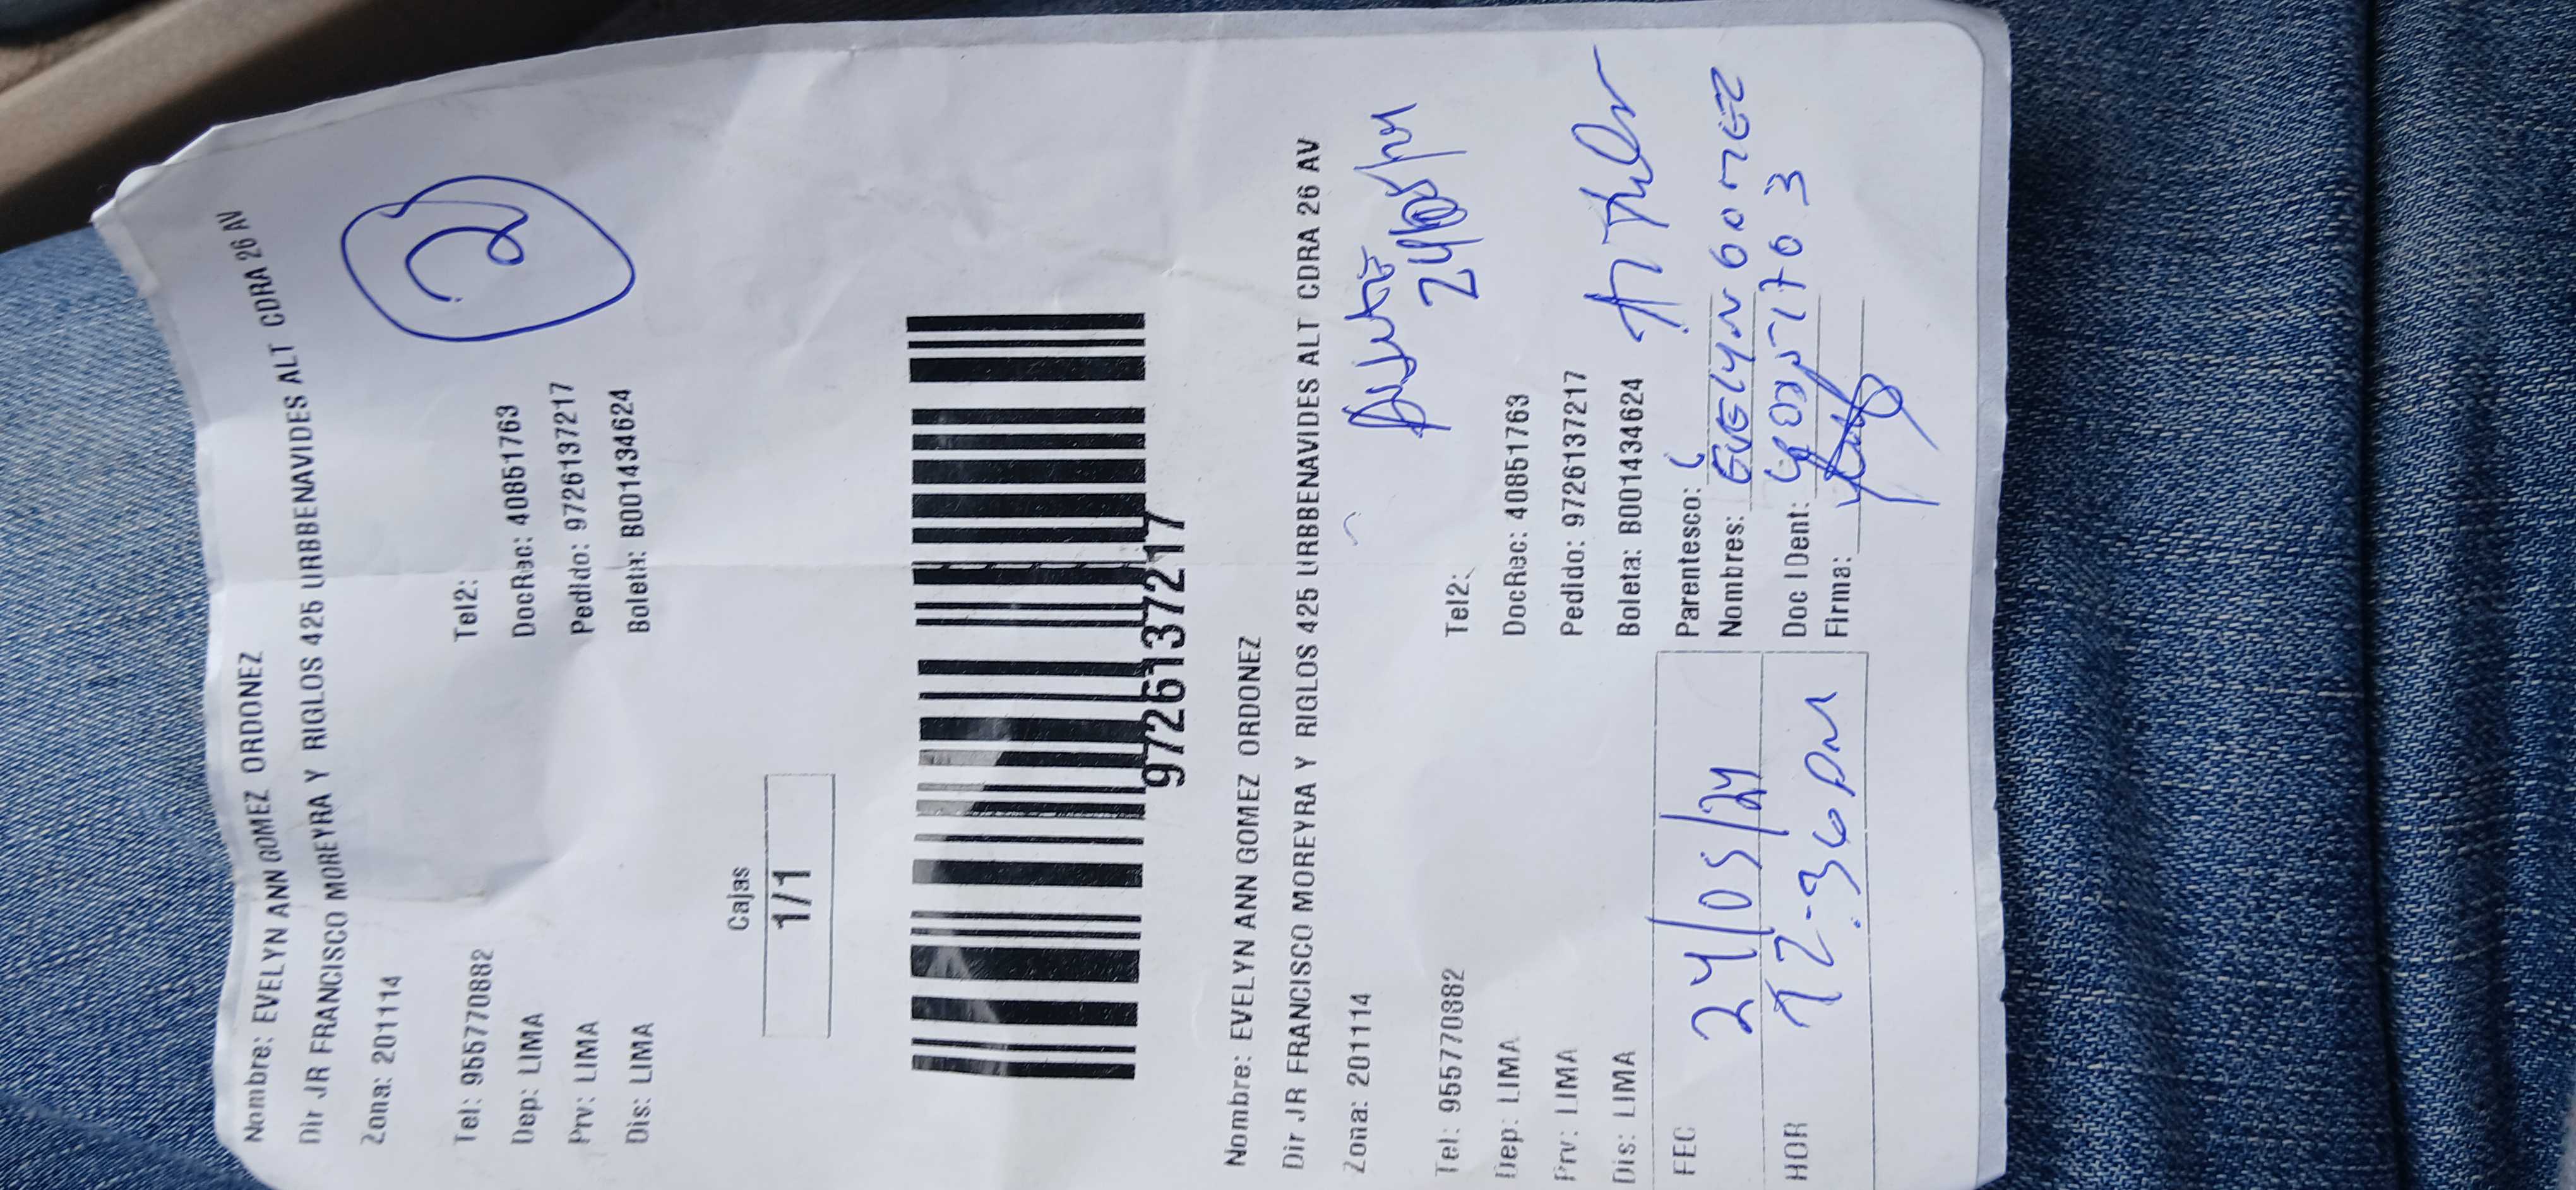 Nombre: EVELYN ANN GOMEZ ORDONEZ
Dir JR FRANCISCO MOREYRA Y RIGLOS 425 URBBENAVIDES ALT CDRA 26 AV
Zona: 201114
2
Tel: 955770882 Tel2:
Dep: LIMA DocRec: 40851763
Prv: LIMA Pedido: 9726137217
Dis: LIMA Boleta: B001434624
Cajas
1/1
9726137217
Nombre: EVELYN ANN GOMEZ ORDONEZ
Dir JR FRANCISCO MOREYRA Y RIGLOS 425 URBBENAVIDES ALT CDRA 26 AV
Zona: 201114
Tel: 955770882 Tel2:
Dep: LIMA DocRec: 40851763
Prv: LIMA Pedido: 9726137217
Dis: LIMA Boleta: B001434624
FEC 24/05/24 Parentesco:
Nombres: EVELYN GOMEZ
HOR 12:36 PM Doc IDent:
Firma: